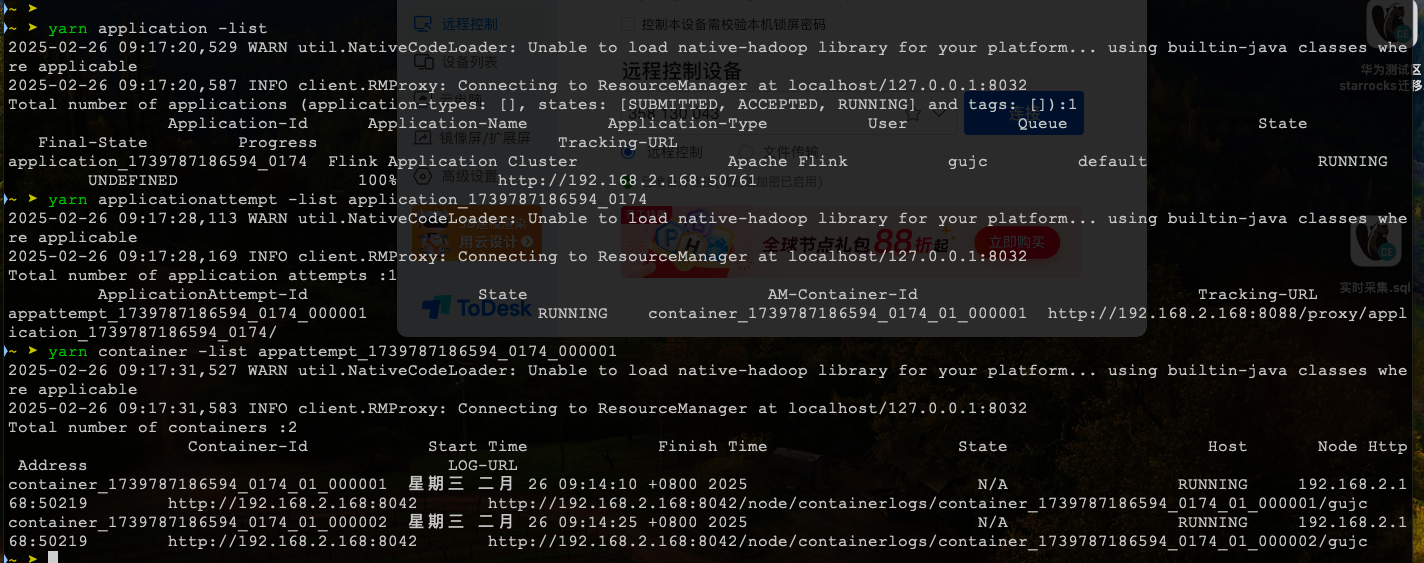 ~ ➤
~ ➤ yarn application -list
2025-02-26 09:17:20,529 WARN util.NativeCodeLoader: Unable to load native-hadoop library for your platform... using builtin-java classes whe
re applicable
2025-02-26 09:17:20,587 INFO client.RMProxy: Connecting to ResourceManager at localhost/127.0.0.1:8032
Total number of applications (application-types: [], states: [SUBMITTED, ACCEPTED, RUNNING] and tags: []):1
Application-Id Application-Name Application-Type User Queue State
Final-State Progress Tracking-URL
application_1739787186594_0174 Flink Application Cluster Apache Flink gujc default RUNNING
UNDEFINED 100% http://192.168.2.168:50761
~ ➤ yarn applicationattempt -list application_1739787186594_0174
2025-02-26 09:17:28,113 WARN util.NativeCodeLoader: Unable to load native-hadoop library for your platform... using builtin-java classes whe
re applicable
2025-02-26 09:17:28,169 INFO client.RMProxy: Connecting to ResourceManager at localhost/127.0.0.1:8032
Total number of application attempts :1
ApplicationAttempt-Id State AM-Container-Id Tracking-URL
appattempt_1739787186594_0174_000001 RUNNING container_1739787186594_0174_01_000001 http://192.168.2.168:8088/proxy/appl
ication_1739787186594_0174/
~ ➤ yarn container -list appattempt_1739787186594_0174_000001
2025-02-26 09:17:31,527 WARN util.NativeCodeLoader: Unable to load native-hadoop library for your platform... using builtin-java classes whe
re applicable
2025-02-26 09:17:31,583 INFO client.RMProxy: Connecting to ResourceManager at localhost/127.0.0.1:8032
Total number of containers :2
Container-Id Start Time Finish Time State Host Node Http
Address LOG-URL
container_1739787186594_0174_01_000001 星期三 二月 26 09:14:10 +0800 2025 N/A RUNNING 192.168.2.1
68:50219 http://192.168.2.168:8042 http://192.168.2.168:8042/node/containerlogs/container_1739787186594_0174_01_000001/gujc
container_1739787186594_0174_01_000002 星期三 二月 26 09:14:25 +0800 2025 N/A RUNNING 192.168.2.1
68:50219 http://192.168.2.168:8042 http://192.168.2.168:8042/node/containerlogs/container_1739787186594_0174_01_000002/gujc
~ ➤
远程控制
控制本设备需校验本机锁屏密码
设备列表
远程控制设备
连接
镜像屏/扩展屏
远程控制 文件传输
高级设置
用云设计
全球节点礼包88折起
立即购买
ToDesk
CE
华为测试区
starrocks迁移
CE
实时采集.sql